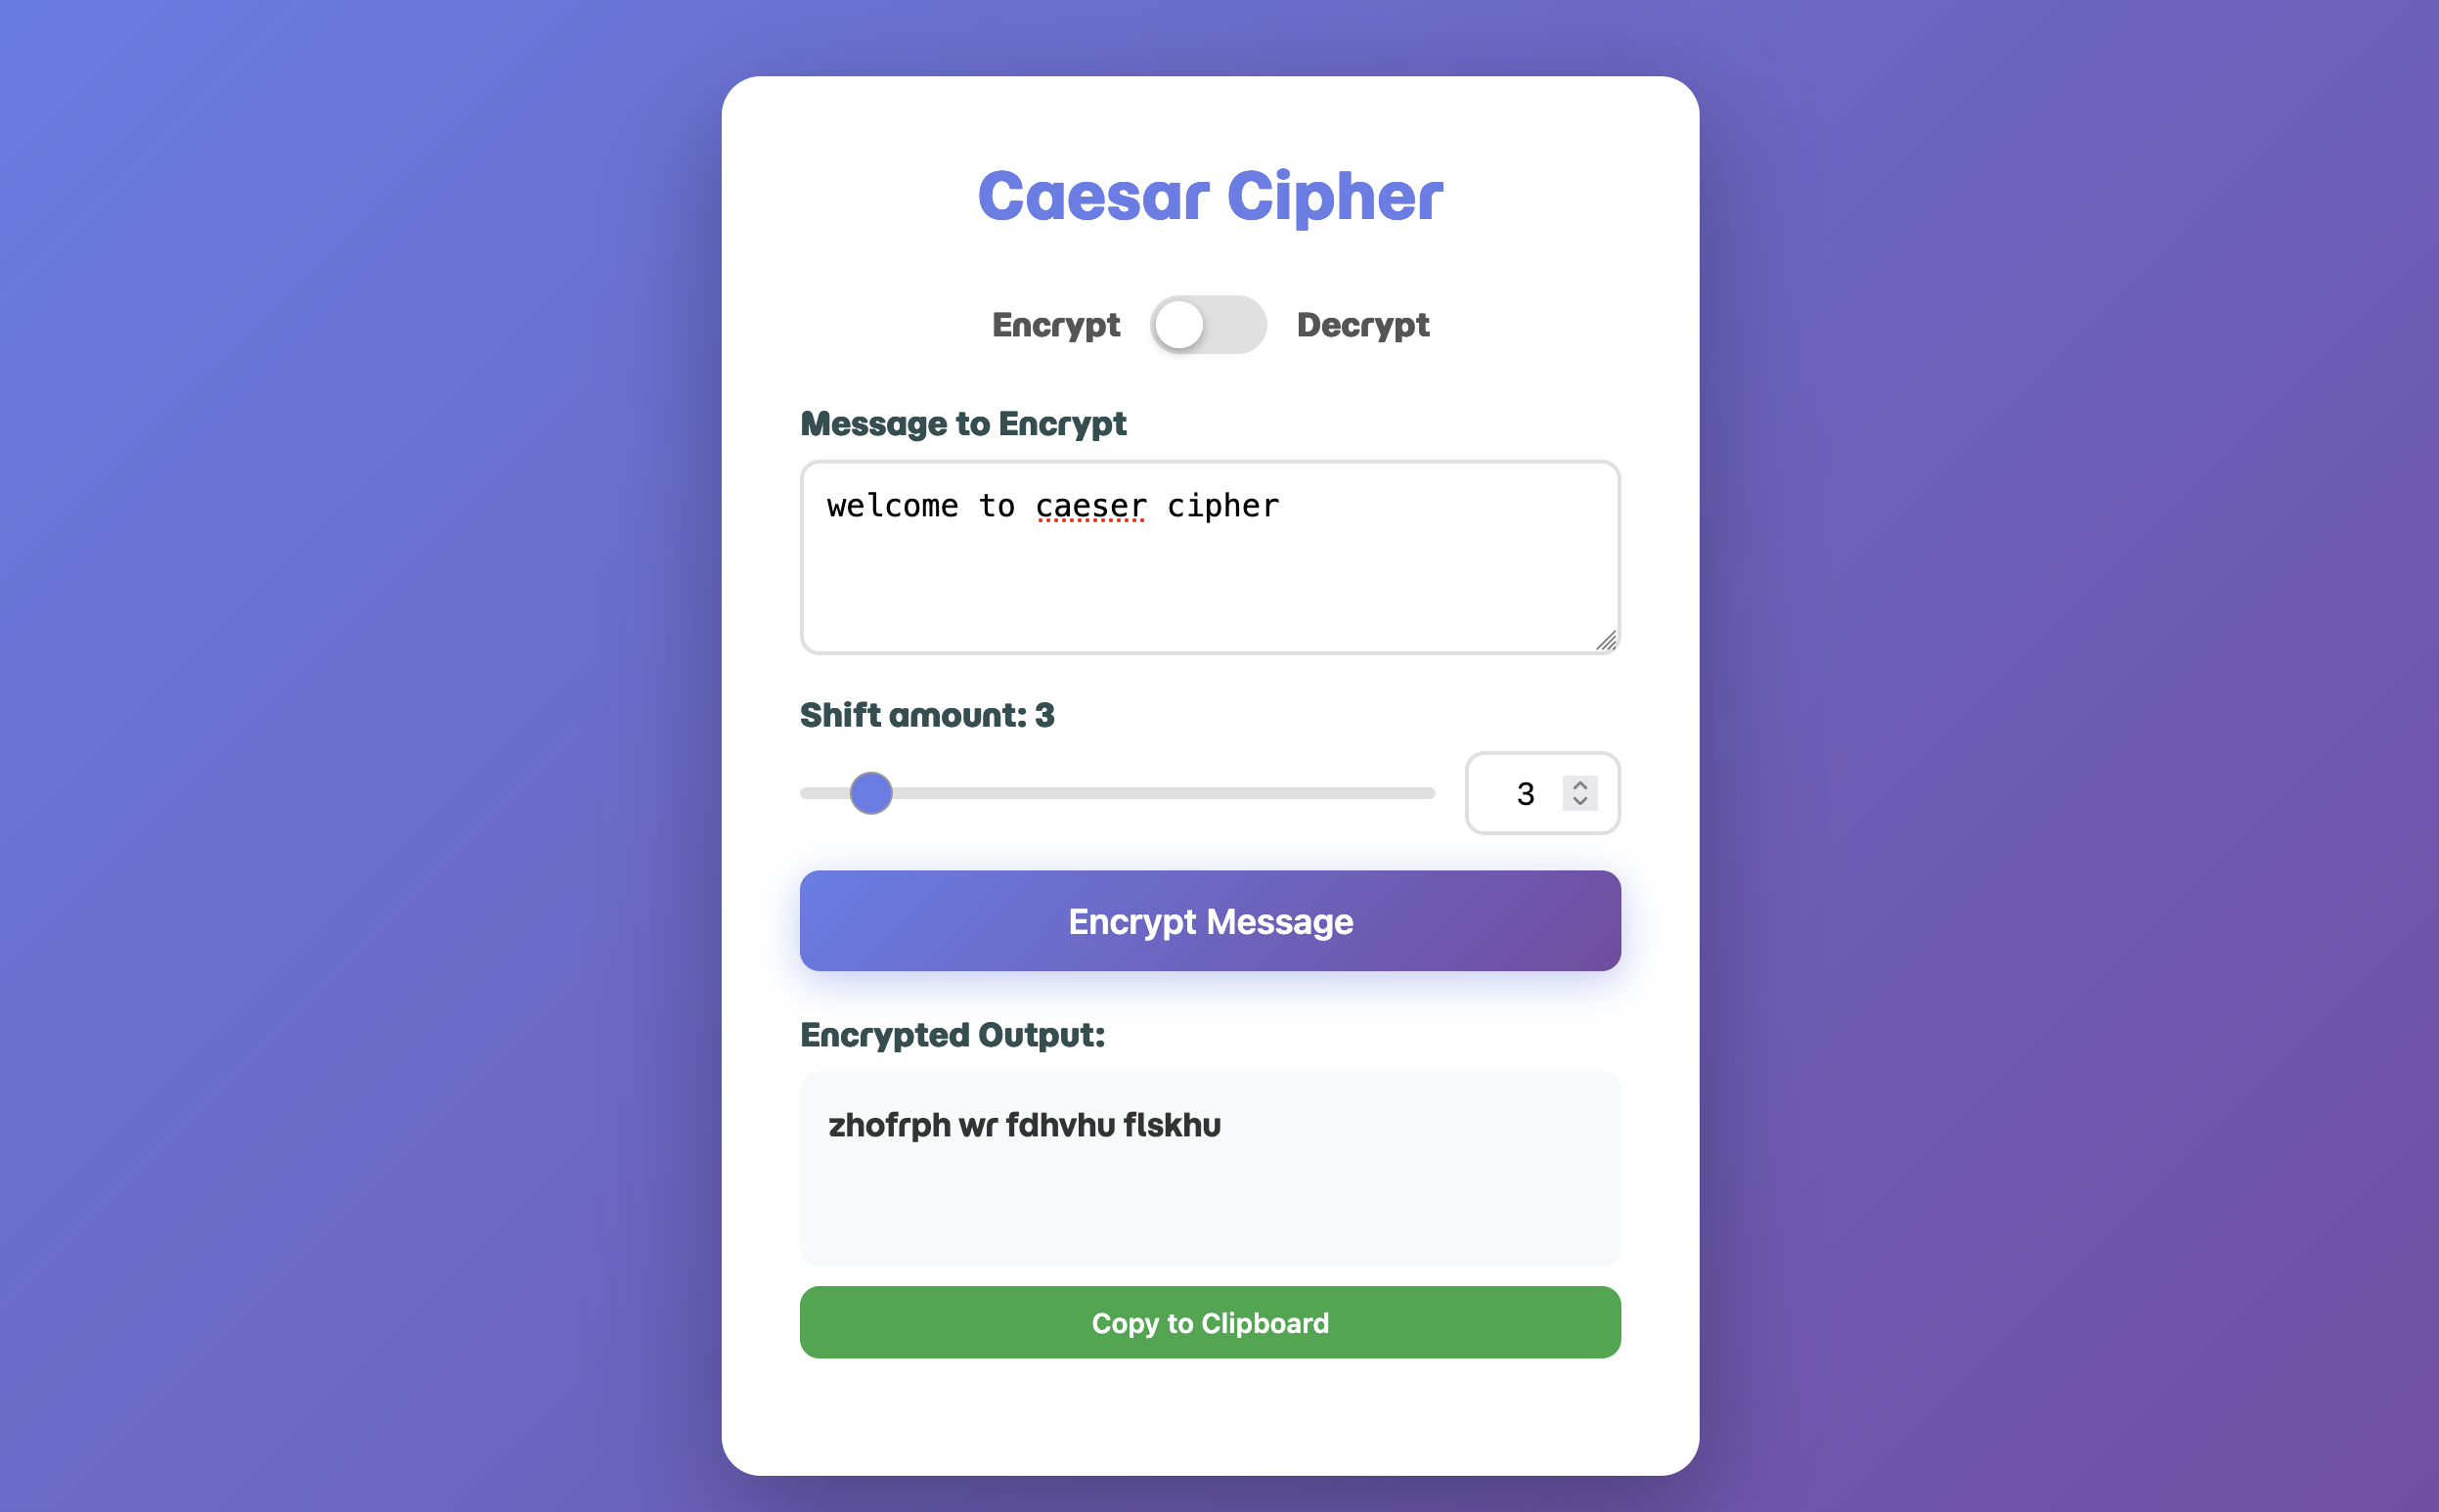 Caesar Cipher
Encrypt Decrypt
Message to Encrypt
welcome to caeser cipher
Shift amount: 3
3
Encrypt Message
Encrypted Output:
zhofrph wr fdhvhu flskhu
Copy to Clipboard